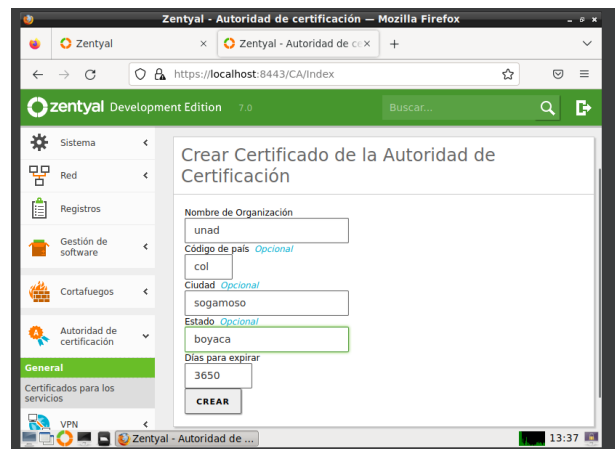 Zentyal - Autoridad de certificación — Mozilla Firefox
Zentyal
Zentyal - Autoridad de ce
https://localhost:8443/CA/Index
zentyal Development Edition 7.0
Buscar...
Sistema
Red
Registros
Gestión de
software
Cortafuegos
Autoridad de
certificación
General
Certificados para los
servicios
VPN
Crear Certificado de la Autoridad de
Certificación
Nombre de Organización
unad
Código de país Opcional
col
Ciudad Opcional
sogamoso
Estado Opcional
boyaca
Días para expirar
3650
CREAR
Zentyal - Autoridad de ...
13:37